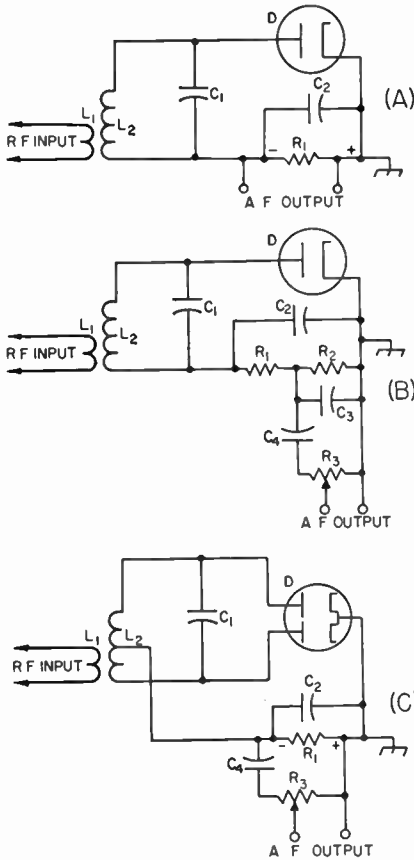 D
(A)
C₁
C₂
L₁
L₂
RF INPUT
- R₁ +
A F OUTPUT
D
C₁
L₁
L₂
C₂
RF INPUT
R₁
R₂
(B)
C₃
C₄
R₃
A F OUTPUT
D
C₁
L₁
L₂
RF INPUT
C₂
(C
- R₁ +
C₄
R₃
A F OUTPUT